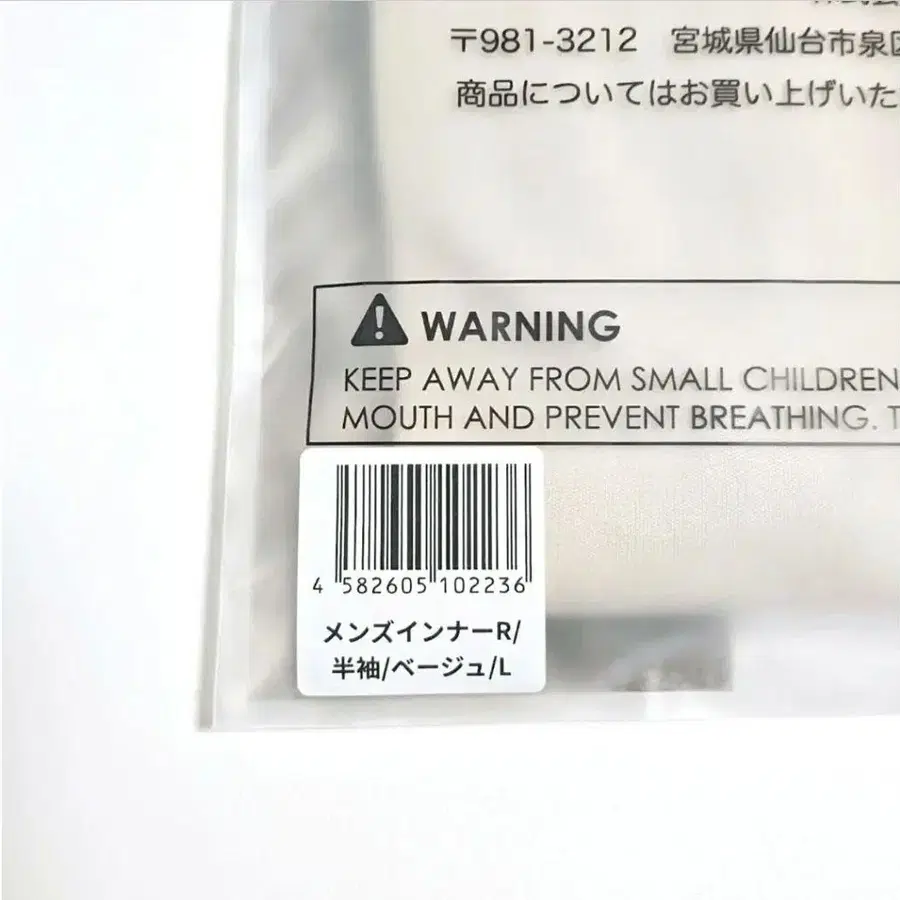 〒981-3212 宮城県仙台市泉区
商品についてはお買い上げいた
WARNING
KEEP AWAY FROM SMALL CHILDREN
MOUTH AND PREVENT BREATHING. T
4 582605 102236
メンズインナーR/
半袖/ベージュ/L